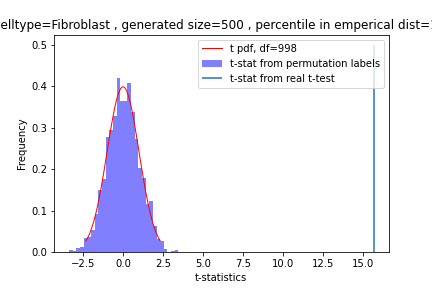 elltype=Fibroblast , generated size=500 , percentile in emperical dist=
t pdf, df=998
t-stat from permutation labels
t-stat from real t-test
Frequency
0.5
0.4
0.3
0.2
0.1
0.0
−2.5 0.0 2.5 5.0 7.5 10.0 12.5 15.0
t-statistics